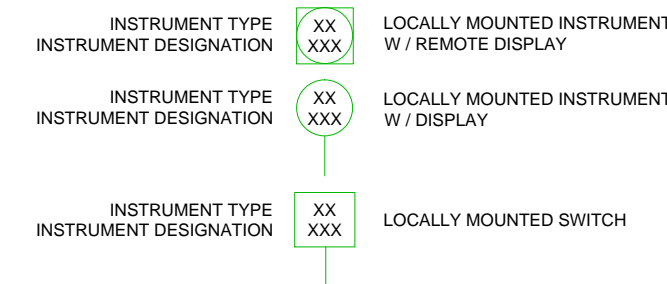 INSTRUMENT TYPE
INSTRUMENT DESIGNATION
XX
XXX
LOCALLY MOUNTED INSTRUMENT
W / REMOTE DISPLAY
INSTRUMENT TYPE
INSTRUMENT DESIGNATION
XX
XXX
LOCALLY MOUNTED INSTRUMENT
W / DISPLAY
INSTRUMENT TYPE
INSTRUMENT DESIGNATION
XX
XXX
LOCALLY MOUNTED SWITCH